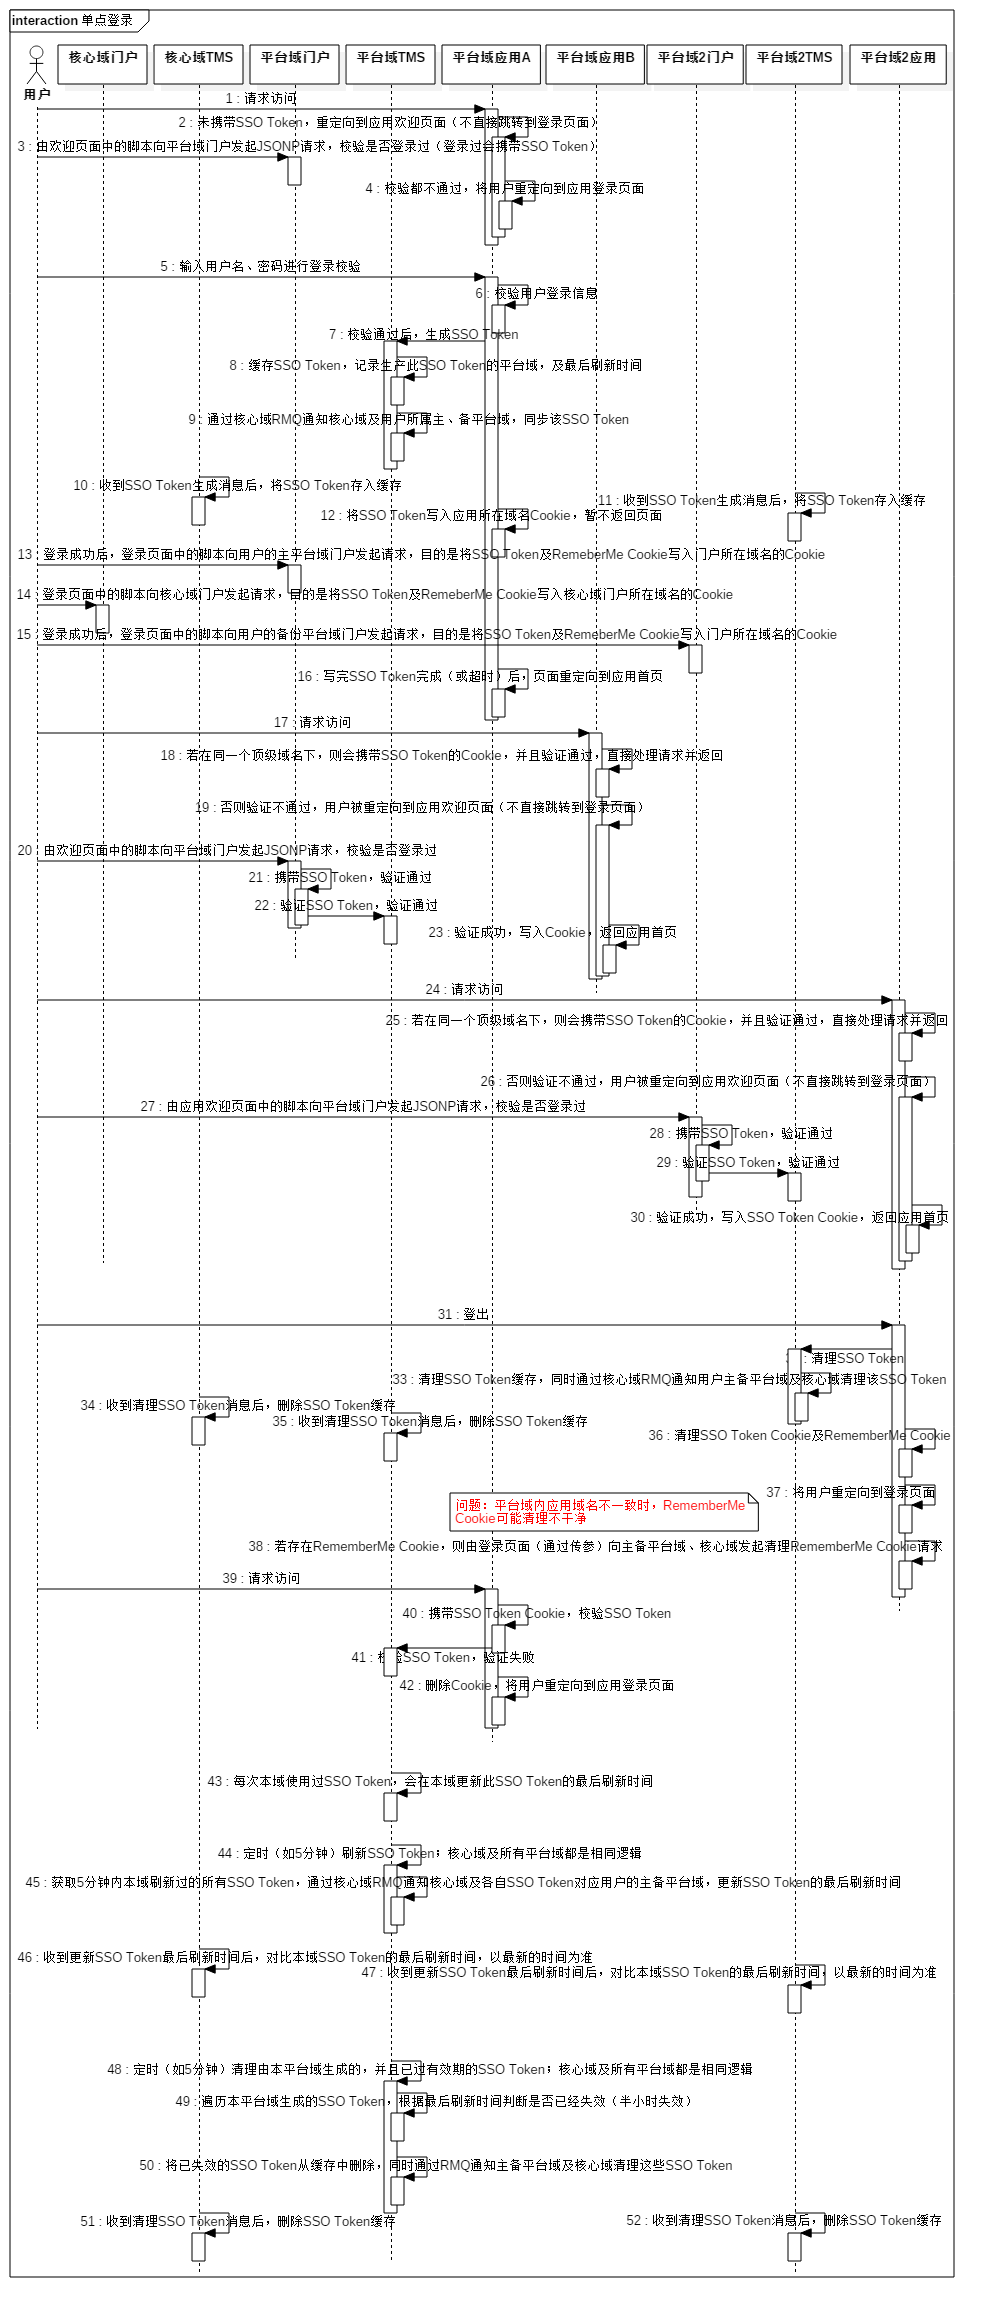 interaction 单点登录
核心域门户
核心域TMS
平台域门户
平台域TMS
平台域应用A
平台域应用B
平台域2门户
平台域2TMS
平台域2应用
用户
1 : 请求访问
2 : 未携带SSO Token，重定向到应用欢迎页面（不直接跳转到登录页面）
3 : 由欢迎页面中的脚本向平台域门户发起JSONP请求，校验是否登录过（登录过会携带SSO Token）
4 : 校验都不通过，将用户重定向到应用登录页面
5 : 输入用户名、密码进行登录校验
6 : 校验用户登录信息
7 : 校验通过后，生成SSO Token
8 : 缓存SSO Token，记录生产此SSO Token的平台域，及最后刷新时间
9 : 通过核心域RMQ通知核心域及用户所属主、备平台域，同步该SSO Token
10 : 收到SSO Token生成消息后，将SSO Token存入缓存
11 : 收到SSO Token生成消息后，将SSO Token存入缓存
12 : 将SSO Token写入应用所在域名Cookie，暂不返回页面
13 : 登录成功后，登录页面中的脚本向用户的主平台域门户发起请求，目的是将SSO Token及RemeberMe Cookie写入门户所在域名的Cookie
14 : 登录页面中的脚本向核心域门户发起请求，目的是将SSO Token及RemeberMe Cookie写入核心域门户所在域名的Cookie
15 : 登录成功后，登录页面中的脚本向用户的备份平台域门户发起请求，目的是将SSO Token及RemeberMe Cookie写入门户所在域名的Cookie
16 : 写完SSO Token完成（或超时）后，页面重定向到应用首页
17 : 请求访问
18 : 若在同一个顶级域名下，则会携带SSO Token的Cookie，并且验证通过，直接处理请求并返回
19 : 否则验证不通过，用户被重定向到应用欢迎页面（不直接跳转到登录页面）
20 : 由欢迎页面中的脚本向平台域门户发起JSONP请求，校验是否登录过
21 : 携带SSO Token，验证通过
22 : 验证SSO Token，验证通过
23 : 验证成功，写入Cookie，返回应用首页
24 : 请求访问
25 : 若在同一个顶级域名下，则会携带SSO Token的Cookie，并且验证通过，直接处理请求并返回
26 : 否则验证不通过，用户被重定向到应用欢迎页面（不直接跳转到登录页面）
27 : 由应用欢迎页面中的脚本向平台域门户发起JSONP请求，校验是否登录过
28 : 携带SSO Token，验证通过
29 : 验证SSO Token，验证通过
30 : 验证成功，写入SSO Token Cookie，返回应用首页
31 : 登出
: 清理SSO Token
33 : 清理SSO Token缓存，同时通过核心域RMQ通知用户主备平台域及核心域清理该SSO Token
34 : 收到清理SSO Token消息后，删除SSO Token缓存
35 : 收到清理SSO Token消息后，删除SSO Token缓存
36 : 清理SSO Token Cookie及RememberMe Cookie
37 : 将用户重定向到登录页面
问题：平台域内应用域名不一致时，RememberMe
Cookie可能清理不干净
38 : 若存在RememberMe Cookie，则由登录页面（通过传参）向主备平台域、核心域发起清理RememberMe Cookie请求
39 : 请求访问
40 : 携带SSO Token Cookie，校验SSO Token
41 : 校验SSO Token，验证失败
42 : 删除Cookie，将用户重定向到应用登录页面
43 : 每次本域使用过SSO Token，会在本域更新此SSO Token的最后刷新时间
44 : 定时（如5分钟）刷新SSO Token；核心域及所有平台域都是相同逻辑
45 : 获取5分钟内本域刷新过的所有SSO Token，通过核心域RMQ通知核心域及各自SSO Token对应用户的主备平台域，更新SSO Token的最后刷新时间
46 : 收到更新SSO Token最后刷新时间后，对比本域SSO Token的最后刷新时间，以最新的时间为准
47 : 收到更新SSO Token最后刷新时间后，对比本域SSO Token的最后刷新时间，以最新的时间为准
48 : 定时（如5分钟）清理由本平台域生成的，并且已过有效期的SSO Token；核心域及所有平台域都是相同逻辑
49 : 遍历本平台域生成的SSO Token，根据最后刷新时间判断是否已经失效（半小时失效）
50 : 将已失效的SSO Token从缓存中删除，同时通过RMQ通知主备平台域及核心域清理这些SSO Token
51 : 收到清理SSO Token消息后，删除SSO Token缓存
52 : 收到清理SSO Token消息后，删除SSO Token缓存